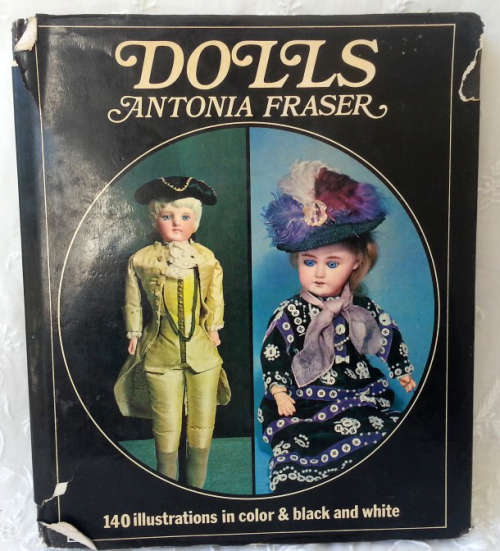 DOLLS
ANTONIA FRASER
140 illustrations in color & black and white